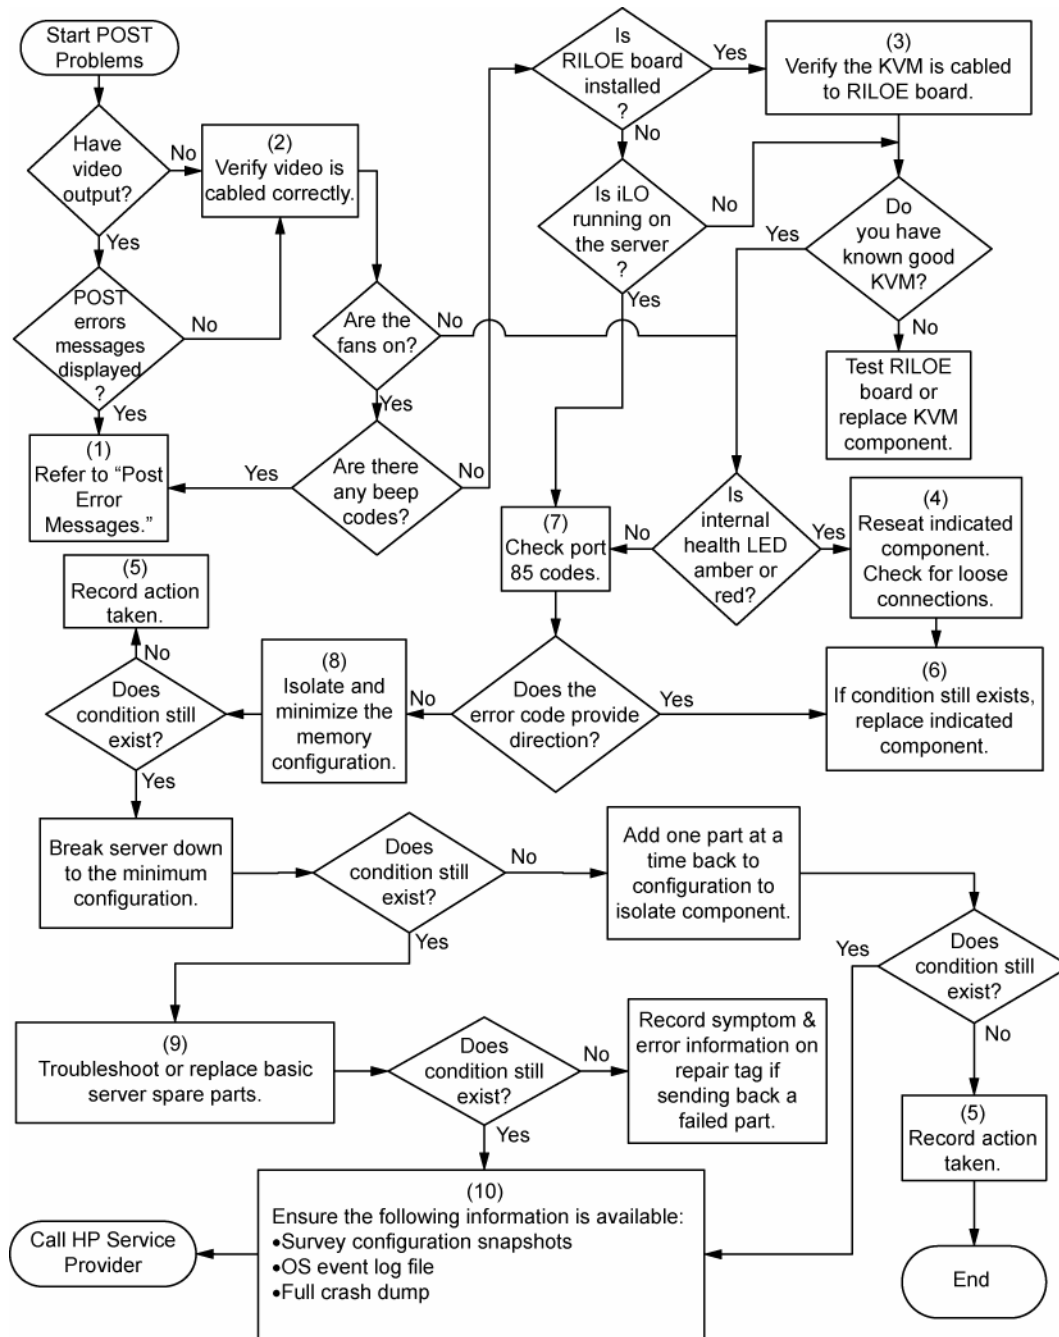 Start POST
Problems
Have
video
output?
No
Yes
(2)
Verify video is
cabled correctly.
POST
errors
messages
displayed
?
No
Yes
(1)
Refer to “Post
Error
Messages.”
Are the
fans on?
No
Yes
Are there
any beep
codes?
Yes
No
Is
RILOE board
installed
?
Yes
No
(3)
Verify the KVM is cabled
to RILOE board.
Is iLO
running on
the server
?
No
Yes
Do
you have
known good
KVM?
Yes
No
Test RILOE
board or
replace KVM
component.
Is
internal
health LED
amber or
red?
No
Yes
(4)
Reseat indicated
component.
Check for loose
connections.
(7)
Check port
85 codes.
(6)
If condition still exists,
replace indicated
component.
Does the
error code provide
direction?
No
Yes
(8)
Isolate and
minimize the
memory
configuration.
(5)
Record action
taken.
No
Does
condition still
exist?
Yes
Break server down
to the minimum
configuration.
Does
condition still
exist?
No
Yes
Add one part at a
time back to
configuration to
isolate component.
Does
condition still
exist?
Yes
No
(9)
Troubleshoot or replace basic
server spare parts.
Does
condition still
exist?
No
Yes
Record symptom &
error information on
repair tag if
sending back a
failed part.
(5)
Record action
taken.
End
(10)
Ensure the following information is available:
•Survey configuration snapshots
•OS event log file
•Full crash dump
Call HP Service
Provider